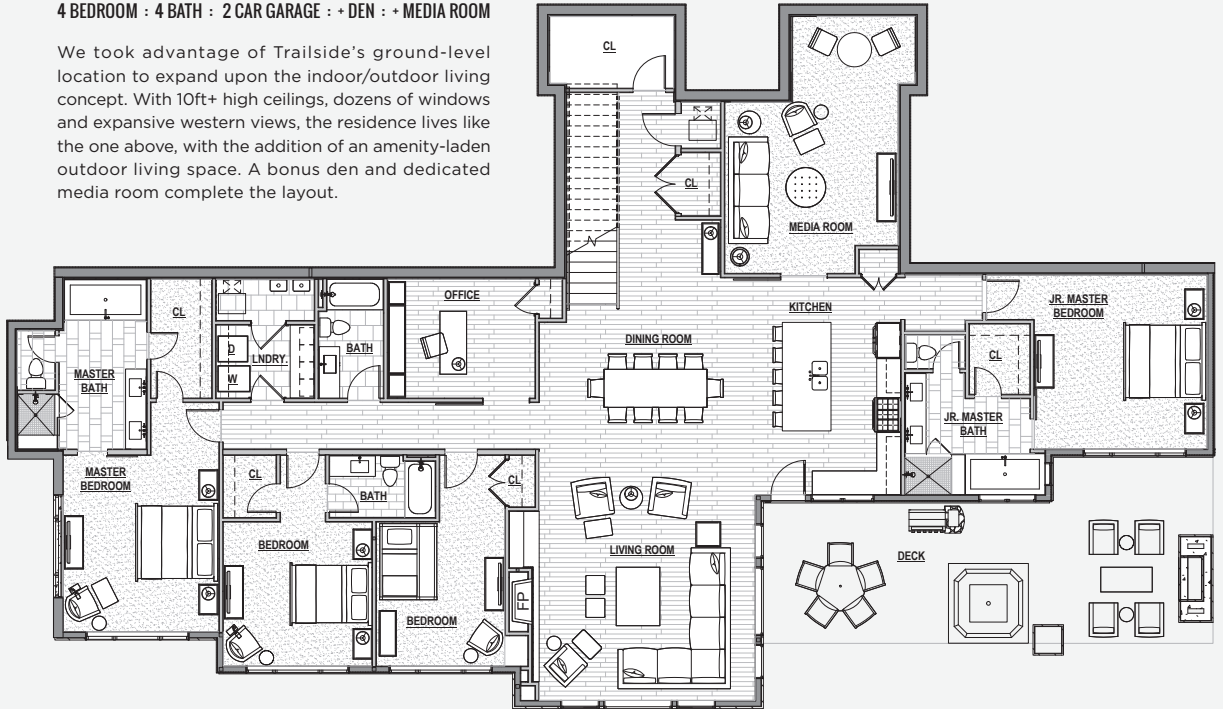 4 BEDROOM : 4 BATH : 2 CAR GARAGE : + DEN : + MEDIA ROOM
We took advantage of Trailside’s ground-level
location to expand upon the indoor/outdoor living
concept. With 10ft+ high ceilings, dozens of windows
and expansive western views, the residence lives like
the one above, with the addition of an amenity-laden
outdoor living space. A bonus den and dedicated
media room complete the layout.
CL
CL
MEDIA ROOM
CL
OFFICE
KITCHEN
JR. MASTER
BEDROOM
DINING ROOM
D
LNDRY.
BATH
W
MASTER
BATH
CL
JR. MASTER
BATH
MASTER
BEDROOM
CL
BATH
CL
BEDROOM
LIVING ROOM
DECK
FP
BEDROOM